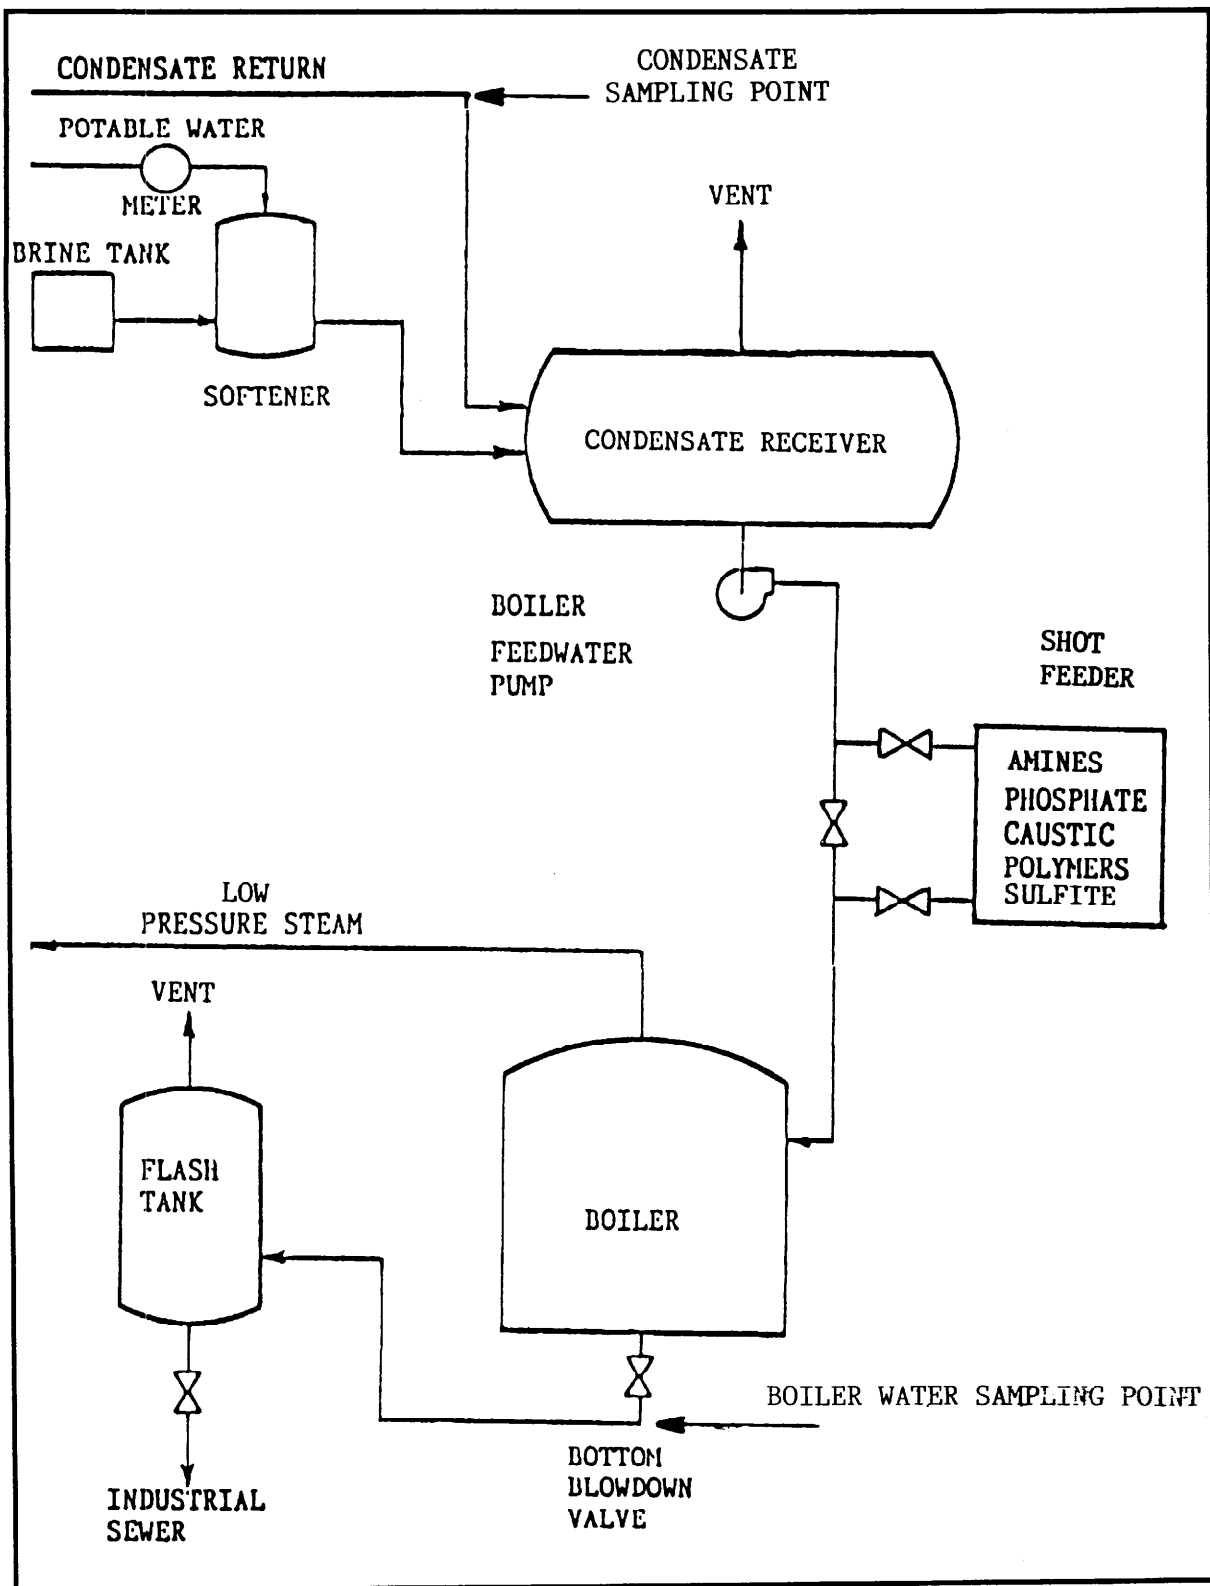 CONDENSATE RETURN
CONDENSATE
SAMPLING POINT
POTABLE WATER
METER
VENT
BRINE TANK
SOFTENER
CONDENSATE RECEIVER
BOILER
FEEDWATER
PUMP
SHOT
FEEDER
AMINES
PHOSPHATE
CAUSTIC
POLYMERS
SULFITE
LOW
PRESSURE STEAM
VENT
FLASH
TANK
BOILER
BOILER WATER SAMPLING POINT
BOTTOM
BLOWDOWN
VALVE
INDUSTRIAL
SEWER